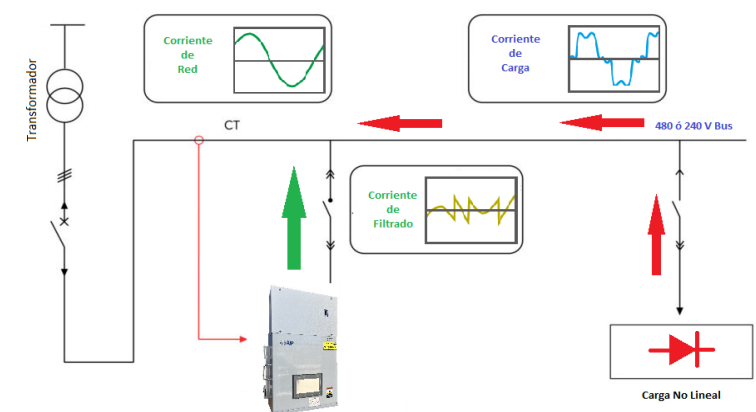 Corriente
de
Red
Corriente
de
Carga
Transformador
CT
480 ó 240 V Bus
Corriente
de
Filtrado
Carga No Lineal